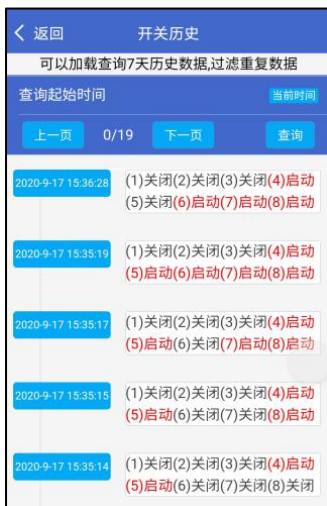 返回 开关历史
可以加载查询7天历史数据,过滤重复数据
查询起始时间 当前时间
上一页 0/19 下一页 查询
2020-9-17 15:36:28 (1)关闭(2)关闭(3)关闭(4)启动
(5)关闭(6)启动(7)启动(8)启动
2020-9-17 15:35:19 (1)关闭(2)关闭(3)关闭(4)启动
(5)启动(6)启动(7)启动(8)启动
2020-9-17 15:35:17 (1)关闭(2)关闭(3)关闭(4)启动
(5)启动(6)关闭(7)启动(8)启动
2020-9-17 15:35:15 (1)关闭(2)关闭(3)关闭(4)启动
(5)启动(6)关闭(7)关闭(8)启动
2020-9-17 15:35:14 (1)关闭(2)关闭(3)关闭(4)启动
(5)启动(6)关闭(7)关闭(8)关闭